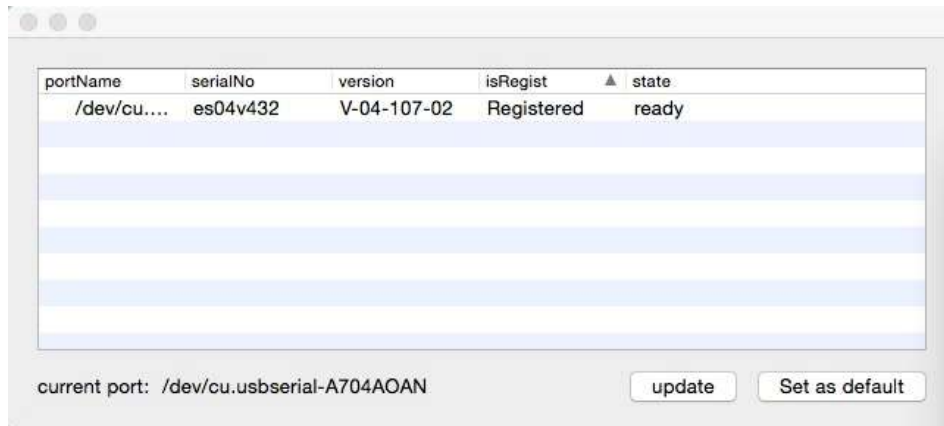 portName serialNo version isRegist ▲ state
/dev/cu.... es04v432 V-04-107-02 Registered ready
current port: /dev/cu.usbserial-A704AOAN update Set as default